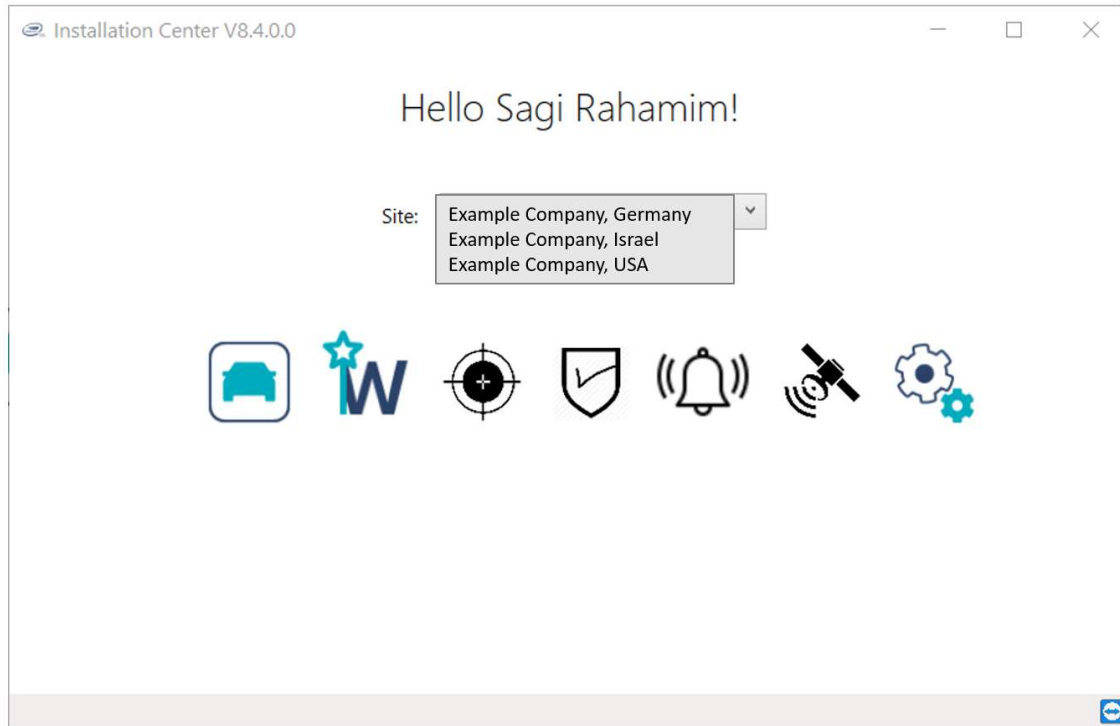 Installation Center V8.4.0.0
Hello Sagi Rahamim!
Site:
Example Company, Germany
Example Company, Israel
Example Company, USA
W